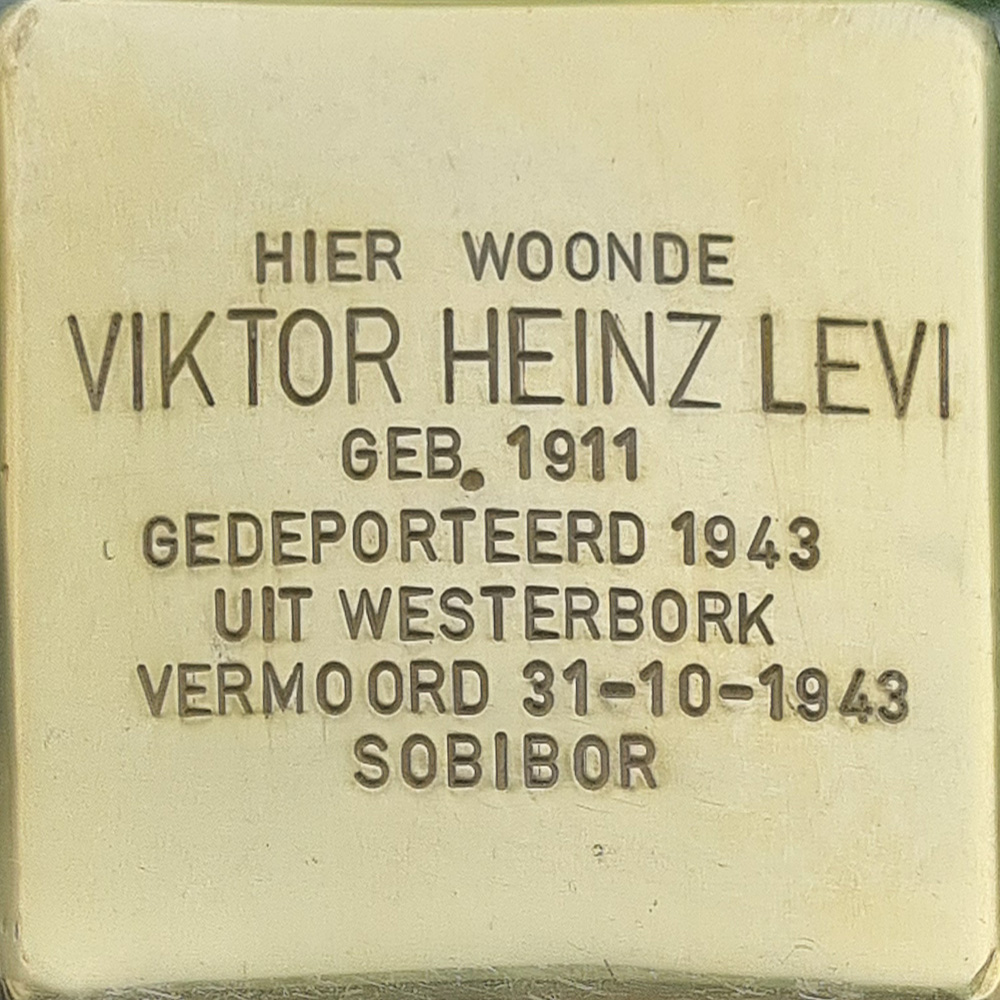 HIER WOONDE
VIKTOR HEINZ LEVI
GEB. 1911
GEDEPORTEERD 1943
UIT WESTERBORK
VERMOORD 31-10-1943
SOBIBOR